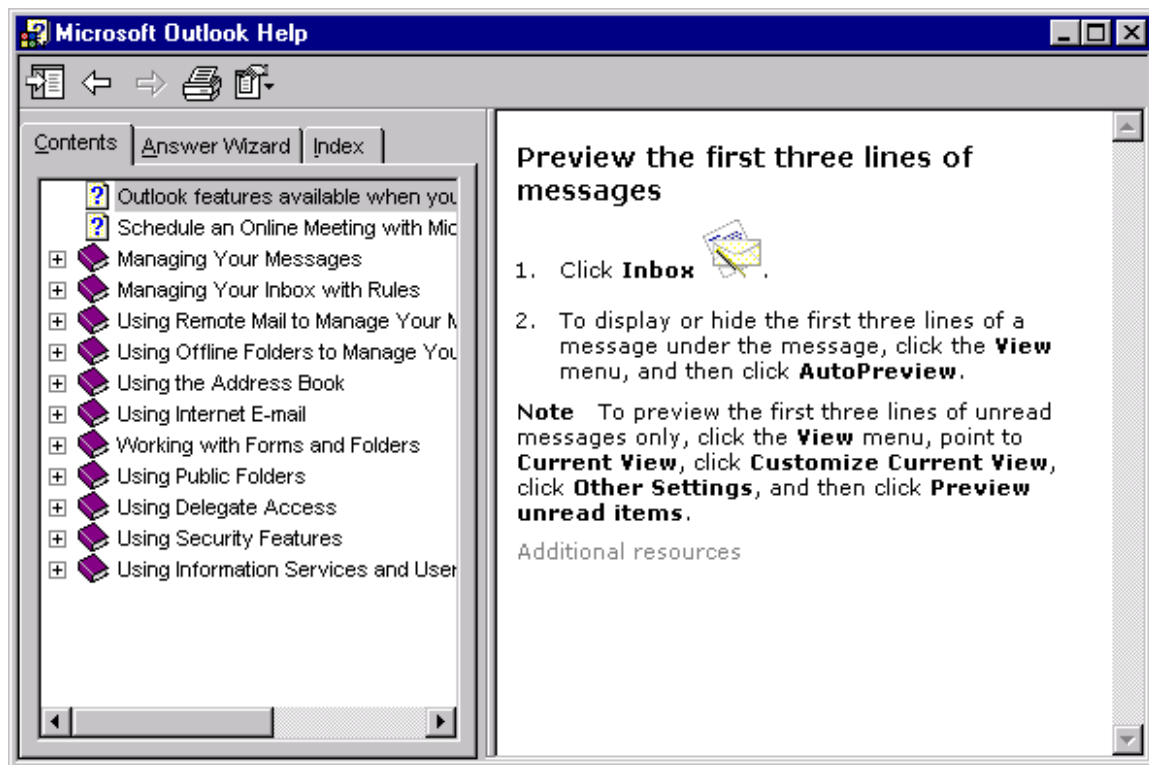 Microsoft Outlook Help
Contents Answer Wizard Index
Outlook features available when you
Schedule an Online Meeting with Mic
Managing Your Messages
Managing Your Inbox with Rules
Using Remote Mail to Manage Your M
Using Offline Folders to Manage You
Using the Address Book
Using Internet E-mail
Working with Forms and Folders
Using Public Folders
Using Delegate Access
Using Security Features
Using Information Services and User
Preview the first three lines of
messages
1. Click Inbox .
2. To display or hide the first three lines of a
message under the message, click the View
menu, and then click AutoPreview.
Note To preview the first three lines of unread
messages only, click the View menu, point to
Current View, click Customize Current View,
click Other Settings, and then click Preview
unread items.
Additional resources